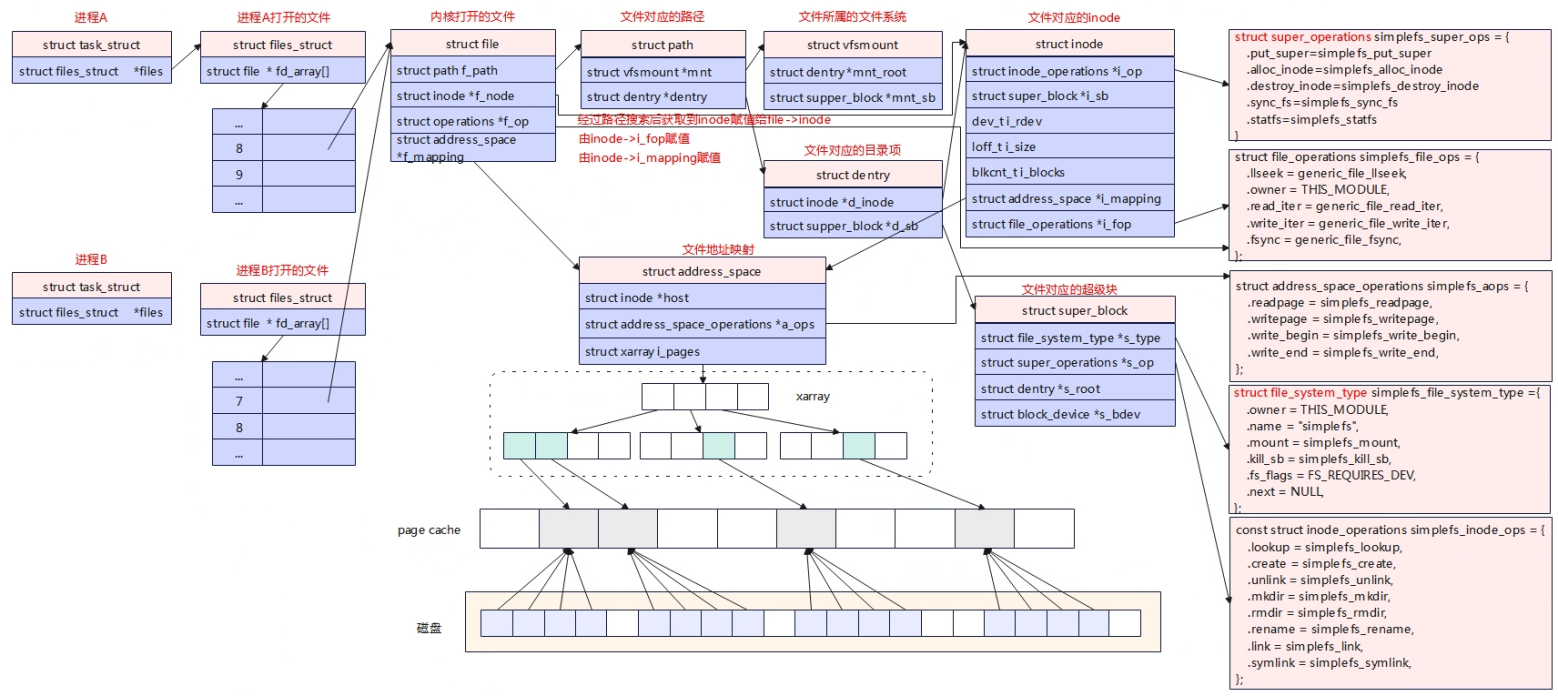 进程A
struct task_struct
struct files_struct *files
进程A打开的文件
struct files_struct
struct file * fd_array[]
...
8
9
...
进程B
struct task_struct
struct files_struct *files
进程B打开的文件
struct files_struct
struct file * fd_array[]
...
7
8
...
内核打开的文件
struct file
struct path f_path
struct inode *f_node
struct operations *f_op
struct address_space
*f_mapping
文件对应的路径
struct path
struct vfsmount *mnt
struct dentry *dentry
经过路径搜索后获取到inode赋值给file->inode
由inode->i_fop赋值
由inode->i_mapping赋值
文件所属的文件系统
struct vfsmount
struct dentry *mnt_root
struct supper_block *mnt_sb
文件对应的目录项
struct dentry
struct inode *d_inode
struct supper_block *d_sb
文件对应的inode
struct inode
struct inode_operations *i_op
struct super_block *i_sb
dev_t i_rdev
loff_t i_size
blkcnt_t i_blocks
struct address_space *i_mapping
struct file_operations *i_fop
文件地址映射
struct address_space
struct inode *host
struct address_space_operations *a_ops
struct xarray i_pages
xarray
page cache
磁盘
文件对应的超级块
struct super_block
struct file_system_type *s_type
struct super_operations *s_op
struct dentry *s_root
struct block_device *s_bdev
struct super_operations simplefs_super_ops = {
.put_super=simplefs_put_super
.alloc_inode=simplefs_alloc_inode
.destroy_inode=simplefs_destroy_inode
.sync_fs=simplefs_sync_fs
.statfs=simplefs_statfs
}
struct file_operations simplefs_file_ops = {
.llseek = generic_file_llseek,
.owner = THIS_MODULE,
.read_iter = generic_file_read_iter,
.write_iter = generic_file_write_iter,
.fsync = generic_file_fsync,
};
struct address_space_operations simplefs_aops = {
.readpage = simplefs_readpage,
.writepage = simplefs_writepage,
.write_begin = simplefs_write_begin,
.write_end = simplefs_write_end,
};
struct file_system_type simplefs_file_system_type ={
.owner = THIS_MODULE,
.name = "simplefs",
.mount = simplefs_mount,
.kill_sb = simplefs_kill_sb,
.fs_flags = FS_REQUIRES_DEV,
.next = NULL,
};
const struct inode_operations simplefs_inode_ops = {
.lookup = simplefs_lookup,
.create = simplefs_create,
.unlink = simplefs_unlink,
.mkdir = simplefs_mkdir,
.rmdir = simplefs_rmdir,
.rename = simplefs_rename,
.link = simplefs_link,
.symlink = simplefs_symlink,
};